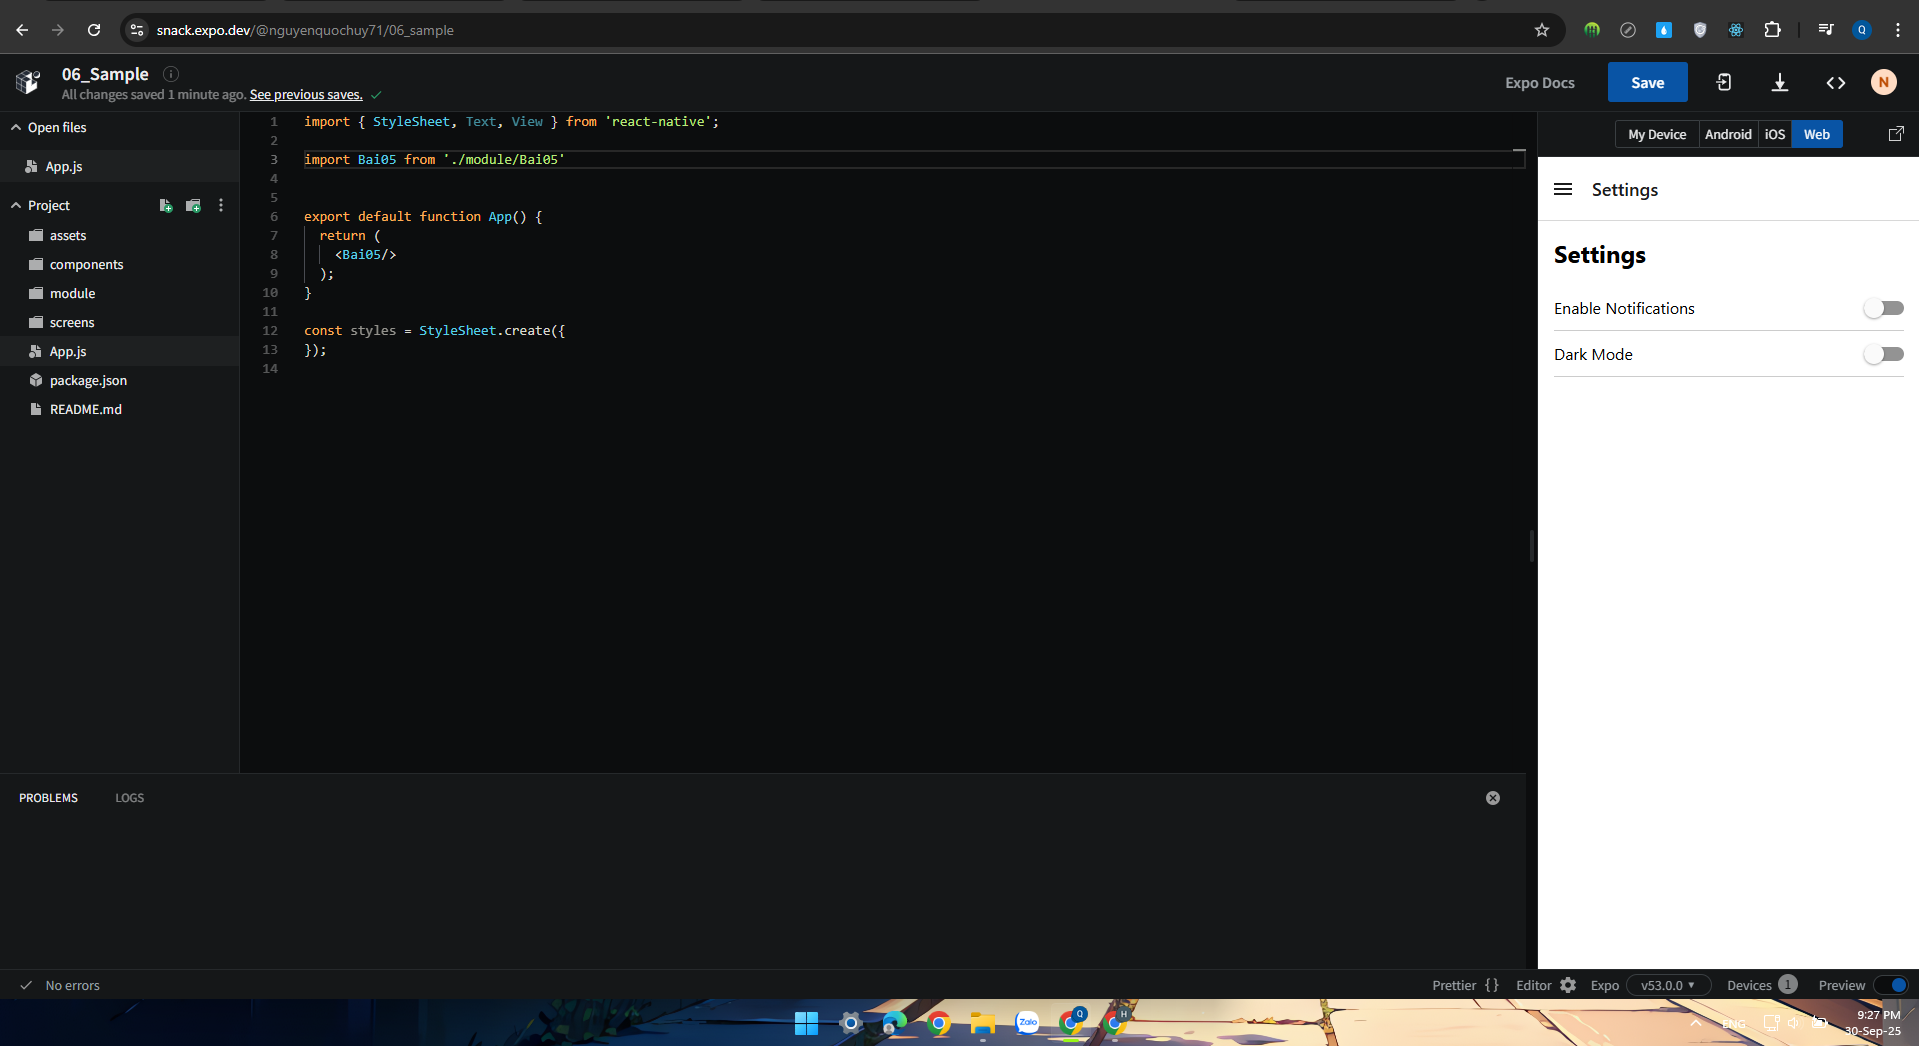 snack.expo.dev/@nguyenquochuy71/06_sample
Q
06_Sample
All changes saved 1 minute ago. See previous saves.
Expo Docs
Save
N
Open files
App.js
Project
assets
components
module
screens
App.js
package.json
README.md
1 import { StyleSheet, Text, View } from 'react-native';
2
3 import Bai05 from './module/Bai05'
4
5
6 export default function App() {
7 return (
8 <Bai05/>
9 );
10 }
11
12 const styles = StyleSheet.create({
13 });
14
My Device Android iOS Web
Settings
Settings
Enable Notifications
Dark Mode
PROBLEMS LOGS
No errors
Prettier {} Editor Expo v53.0.0 Devices 1 Preview
Zalo
Q
H
ENG
9:27 PM
30-Sep-25